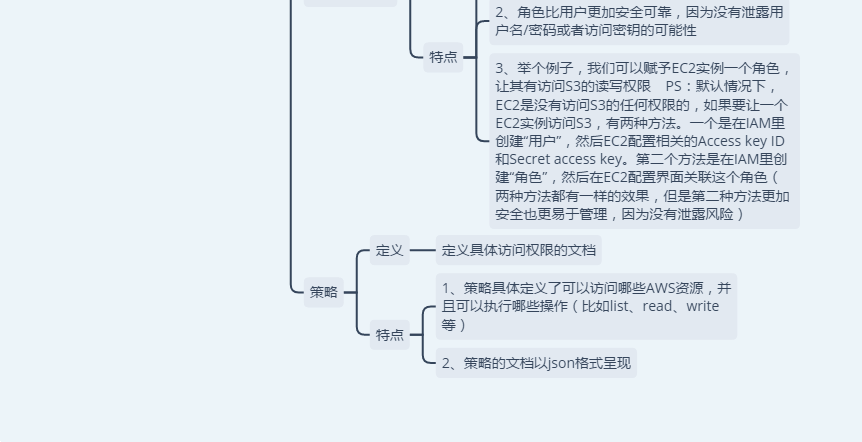 2、角色比用户更加安全可靠，因为没有泄露用
户名/密码或者访问密钥的可能性
特点
3、举个例子，我们可以赋予EC2实例一个角色，
让其有访问S3的读写权限 PS：默认情况下，
EC2是没有访问S3的任何权限的，如果要让一个
EC2实例访问S3，有两种方法。一个是在IAM里
创建“用户”，然后EC2配置相关的Access key ID
和Secret access key。第二个方法是在IAM里创
建“角色”，然后在EC2配置界面关联这个角色（
两种方法都有一样的效果，但是第二种方法更加
安全也更易于管理，因为没有泄露风险）
策略
定义
定义具体访问权限的文档
特点
1、策略具体定义了可以访问哪些AWS资源，并
且可以执行哪些操作（比如list、read、write
等）
2、策略的文档以json格式呈现